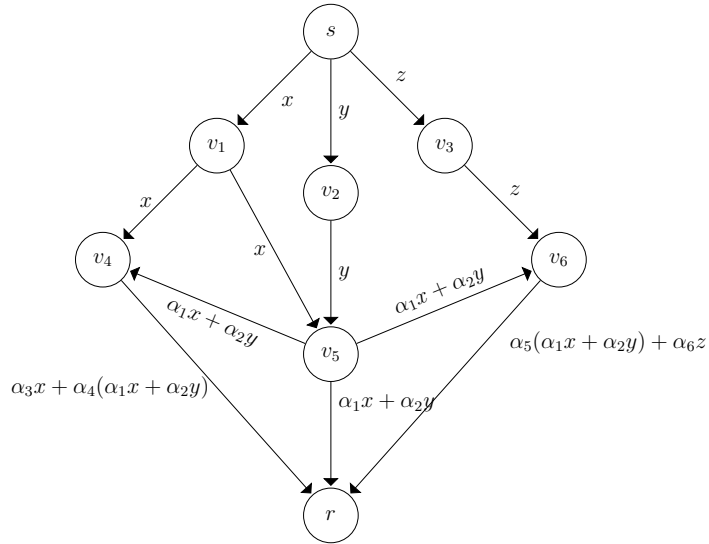 s
x
y
z
v₁
v₃
v₂
x
z
x
y
v₄
v₆
α₁x + α₂y
α₁x + α₂y
v₅
α₅(α₁x + α₂y) + α₆z
α₃x + α₄(α₁x + α₂y)
α₁x + α₂y
r